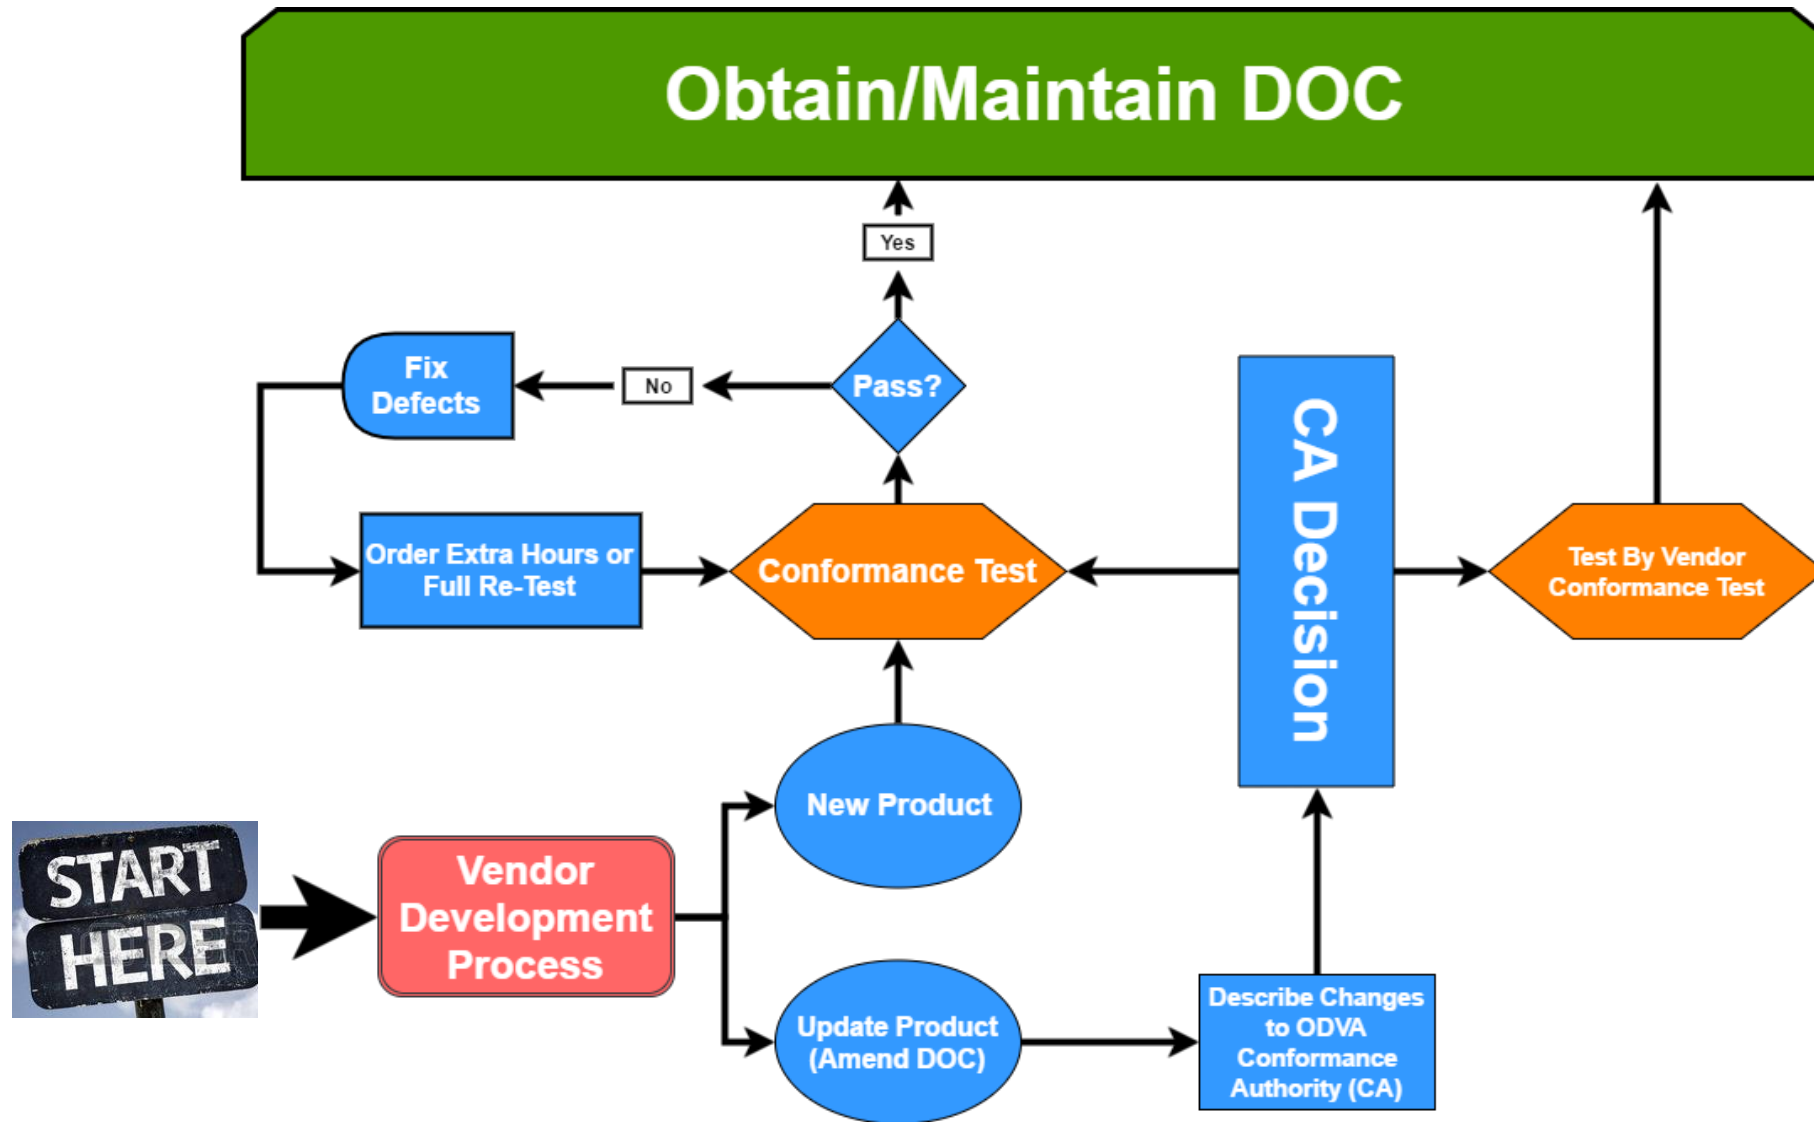 Obtain/Maintain DOC
Yes
Fix
Defects
No
Pass?
CA Decision
Order Extra Hours or
Full Re-Test
Conformance Test
Test By Vendor
Conformance Test
New Product
START
HERE
Vendor
Development
Process
Update Product
(Amend DOC)
Describe Changes
to ODVA
Conformance
Authority (CA)